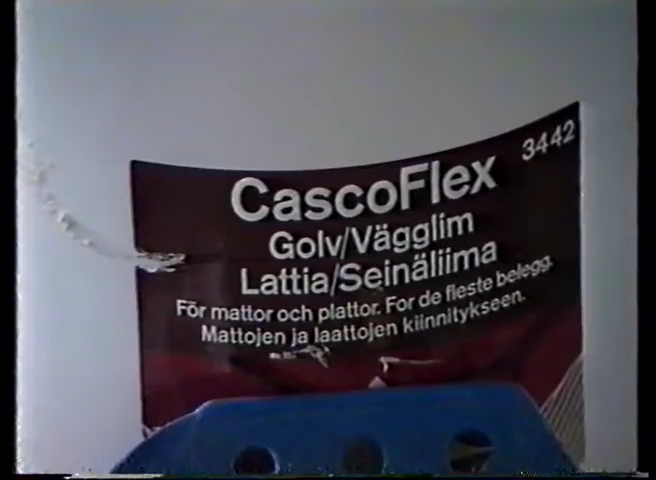 3442
CascoFlex
Golv/Vägglim
Lattia/Seinäliima
För mattor och plattor. For de fleste belegg.
Mattojen ja laattojen kiinnitykseen.